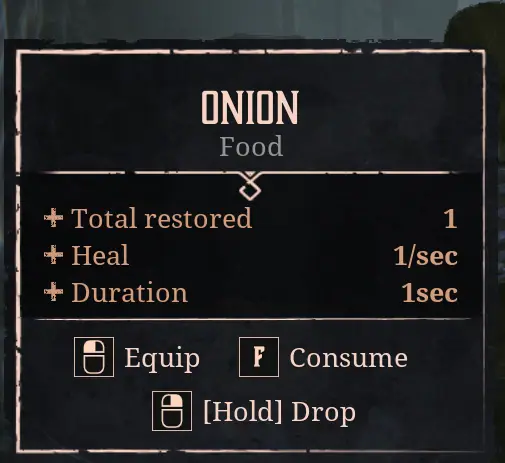 ONION
Food
Total restored 1
Heal 1/sec
Duration 1sec
Equip F Consume
[Hold] Drop